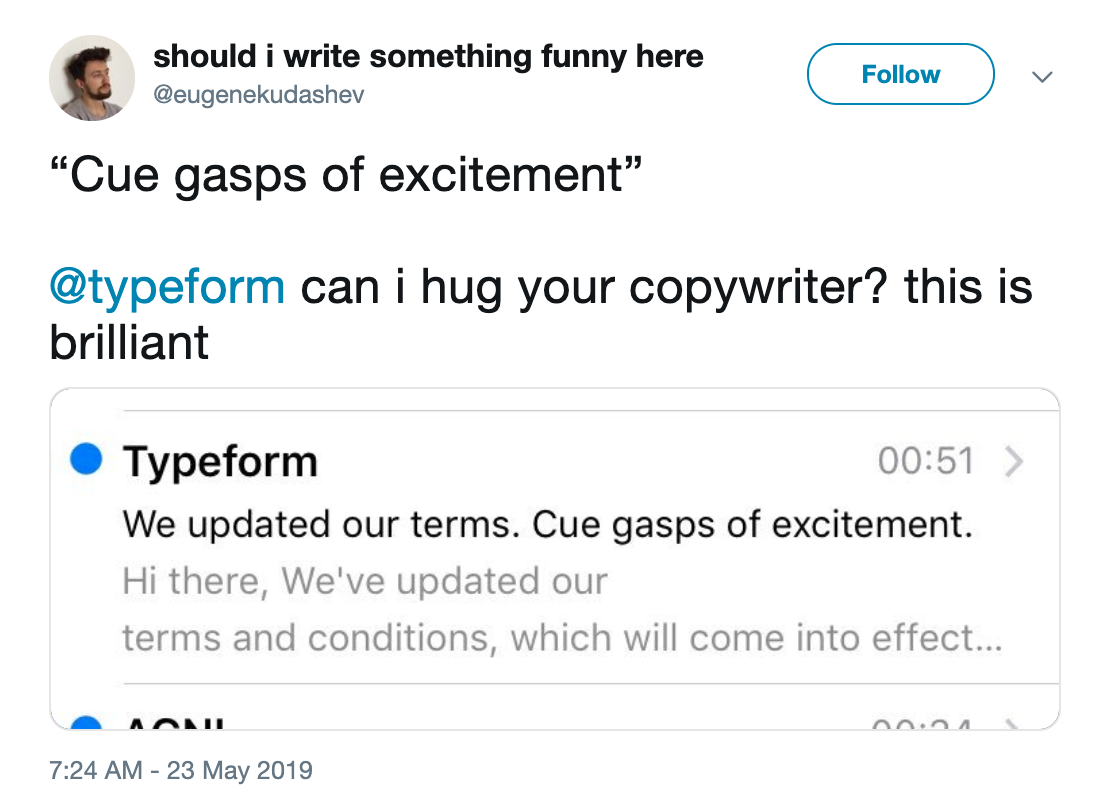 should i write something funny here
Follow
@eugenekudashev
“Cue gasps of excitement”
@typeform can i hug your copywriter? this is
brilliant
Typeform 00:51
We updated our terms. Cue gasps of excitement.
Hi there, We've updated our
terms and conditions, which will come into effect...
7:24 AM - 23 May 2019